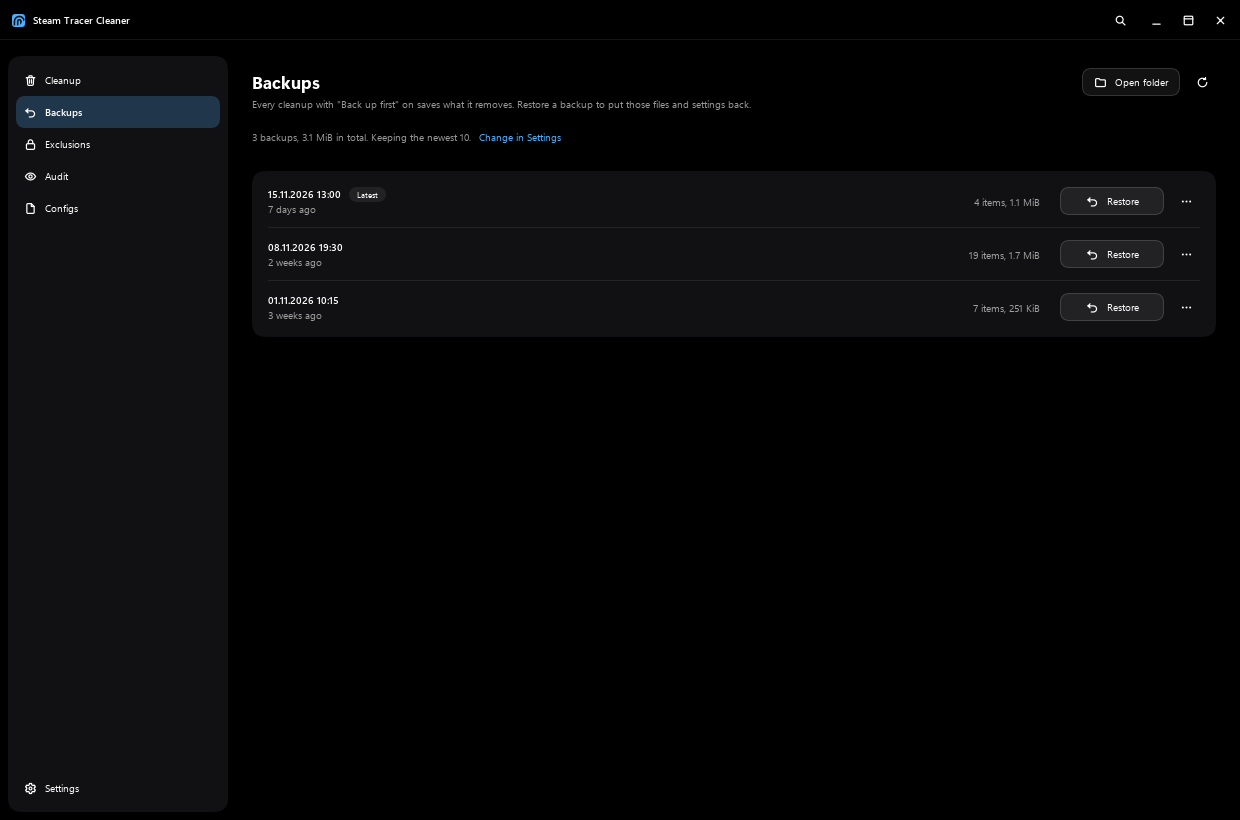 Steam Tracer Cleaner
Cleanup
Backups
Exclusions
Audit
Configs
Settings
Backups
Open folder
Every cleanup with "Back up first" on saves what it removes. Restore a backup to put those files and settings back.
3 backups, 3.1 MiB in total. Keeping the newest 10. Change in Settings
15.11.2026 13:00 Latest
7 days ago
4 items, 1.1 MiB
Restore
08.11.2026 19:30
2 weeks ago
19 items, 1.7 MiB
Restore
01.11.2026 10:15
3 weeks ago
7 items, 251 KiB
Restore